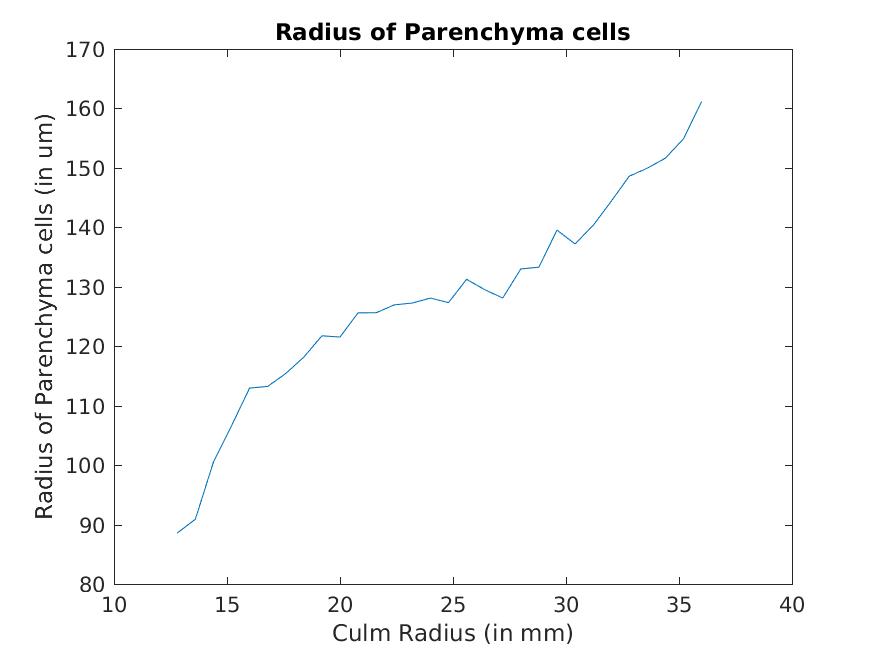 Radius of Parenchyma cells
170
160
150
140
130
120
110
100
90
80
Radius of Parenchyma cells (in um)
10 15 20 25 30 35 40
Culm Radius (in mm)